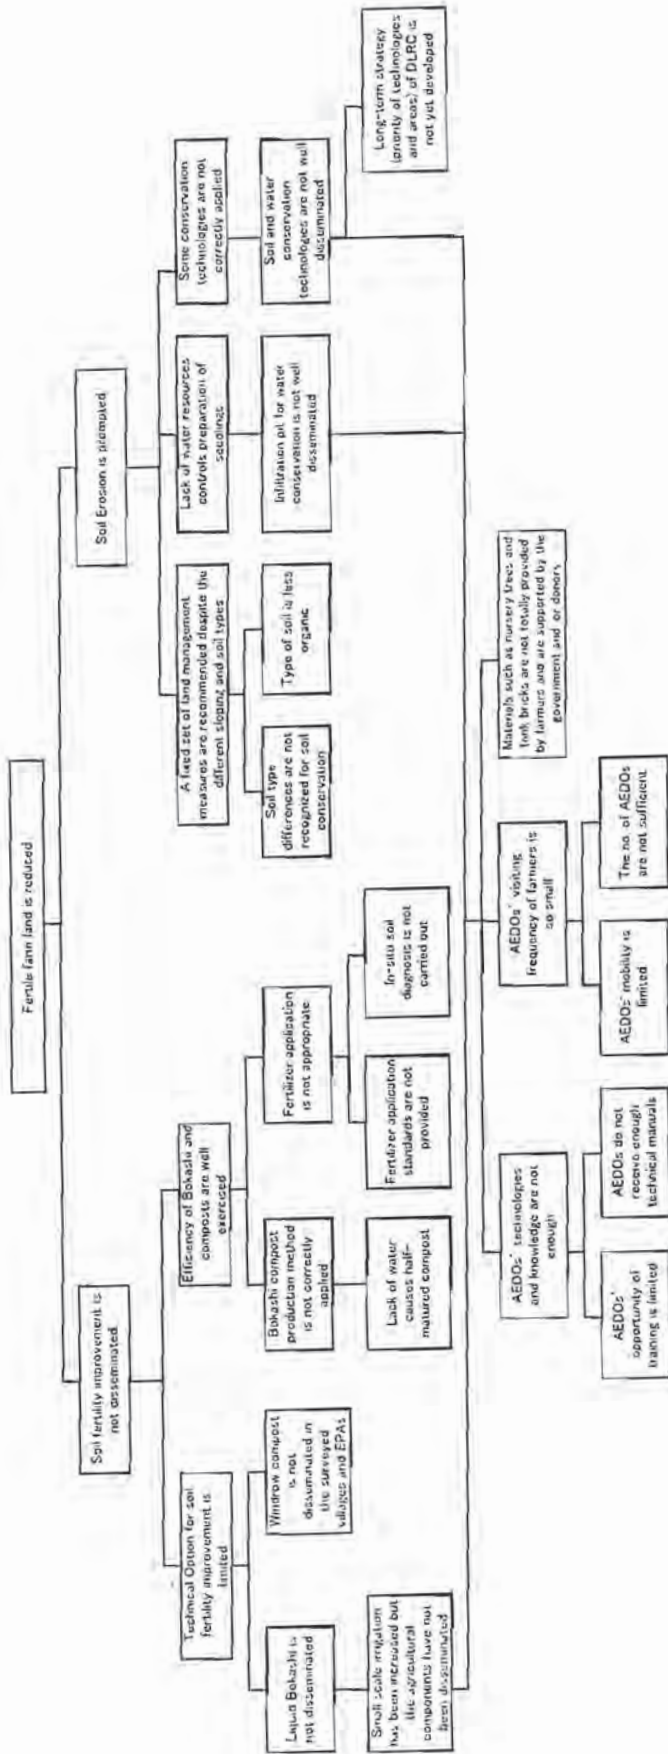 Fertile farm land is reduced
Soil fertility improvement is
not disseminated
Soil Erosion is prompted
Technical Option for soil
fertility improvement is
limited
Efficiency of Bokashi and
composts are well
exercised
A fixed set of land management
measures are recommended despite the
different sloping and soil types
Lack of water resources
controls preparation of
seedlings
Some conservation
technologies are not
correctly applied
Liquid Bokashi is
not disseminated
Windrow compost
is not
disseminated in
the surveyed
villages and EPAs
Bokashi compost
production method
is not correctly
applied
Fertilizer application
is not appropriate
Soil type
differences are not
recognized for soil
conservation
Type of soil is less
organic
Infiltration pit for water
conservation is not well
disseminated
Soil and water
conservation
technologies are not well
disseminated
Small scale irrigation
has been increased but
the agricultural
components have not
been disseminated
Lack of water
causes half-
matured compost
Fertilizer application
standards are not
provided
In-situ soil
diagnosis is not
carried out
Long-term strategy
(priority of technologies
and areas) of DLRC is
not yet developed
AEDOs' technologies
and knowledge are not
enough
AEDOs' visiting
frequency of farmers is
so small
Materials such as nursery trees and
tank bricks are not totally provided
by farmers and are supported by the
government and or donors
AEDOs'
opportunity of
training is limited
AEDOs do not
receive enough
technical manuals
AEDOs' mobility is
limited
The no. of AEDOs
are not sufficient